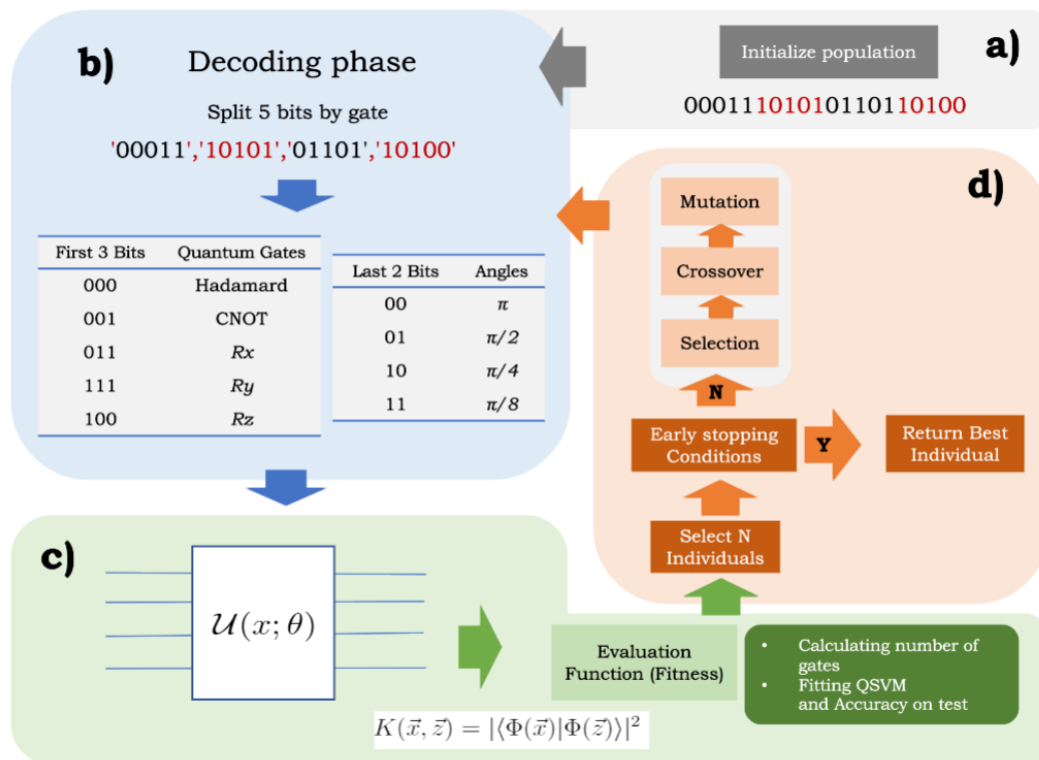 a)
Initialize population
00011101010110110100
b)
Decoding phase
Split 5 bits by gate
'00011','10101','01101','10100'
First 3 Bits Quantum Gates
000 Hadamard
001 CNOT
011 Rx
111 Ry
100 Rz
Last 2 Bits Angles
00 π
01 π/2
10 π/4
11 π/8
c)
𝒰(x; θ)
K(x⃗, z⃗) = |⟨Φ(x⃗)|Φ(z⃗)⟩|²
Evaluation
Function (Fitness)
• Calculating number of
gates
• Fitting QSVM
and Accuracy on test
d)
Mutation
Crossover
Selection
N
Early stopping
Conditions
Y
Return Best
Individual
Select N
Individuals